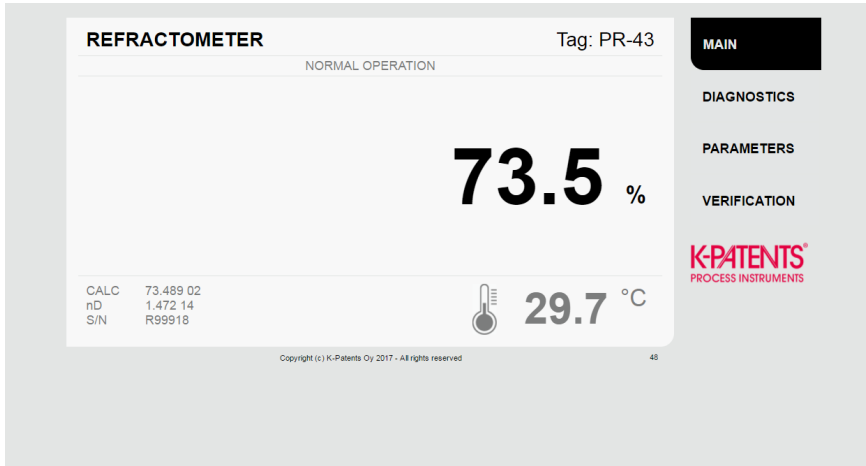 REFRACTOMETER Tag: PR-43
NORMAL OPERATION
73.5 %
CALC 73.489 02
nD 1.472 14
S/N R99918
29.7 °C
Copyright (c) K-Patents Oy 2017 - All rights reserved 48
MAIN
DIAGNOSTICS
PARAMETERS
VERIFICATION
K-PATENTS®
PROCESS INSTRUMENTS